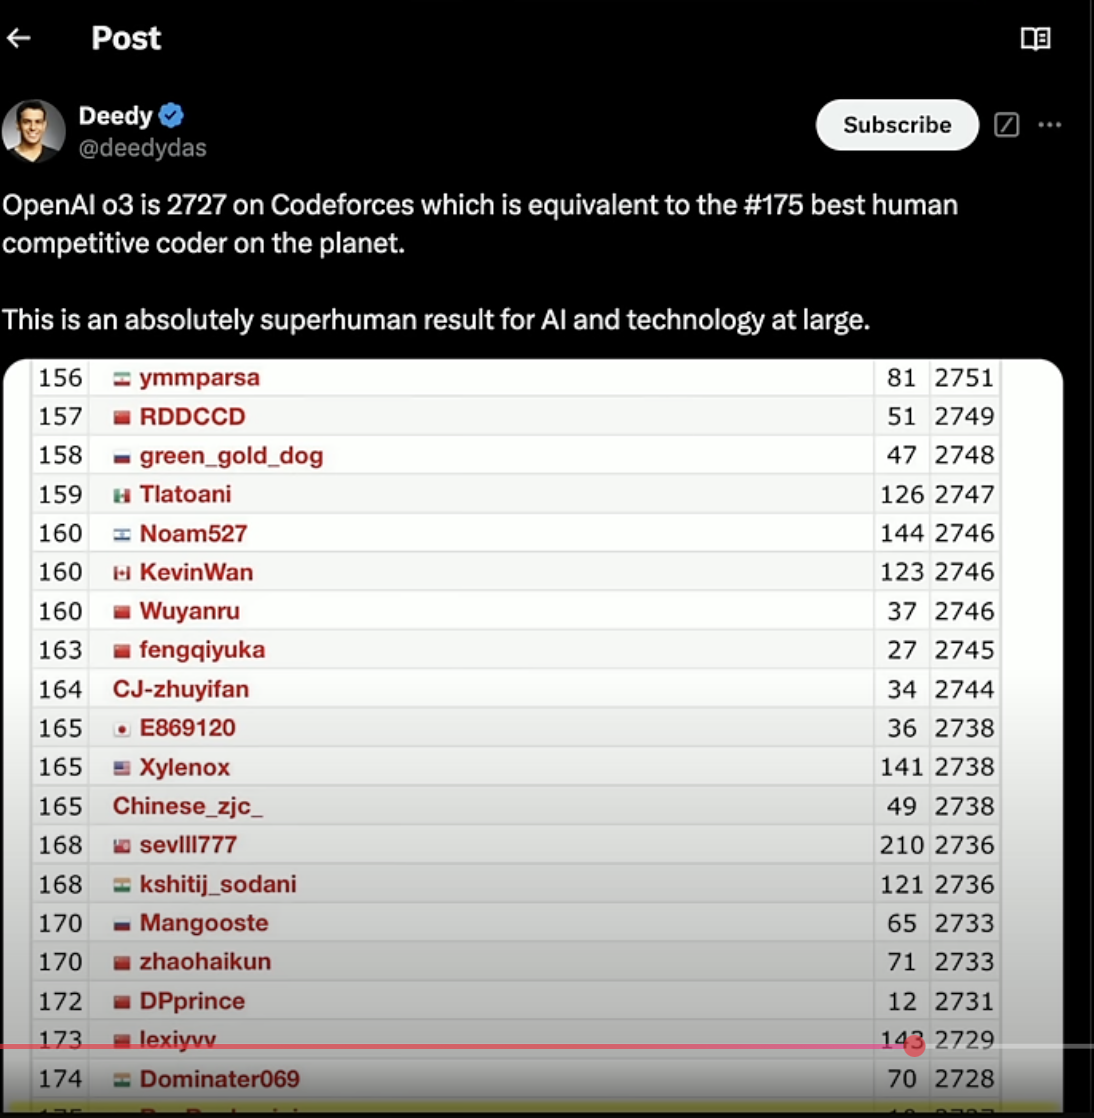 Post
Deedy
@deedydas
Subscribe
OpenAI o3 is 2727 on Codeforces which is equivalent to the #175 best human
competitive coder on the planet.
This is an absolutely superhuman result for AI and technology at large.
156 ymmparsa 81 2751
157 RDDCCD 51 2749
158 green_gold_dog 47 2748
159 Tlatoani 126 2747
160 Noam527 144 2746
160 KevinWan 123 2746
160 Wuyanru 37 2746
163 fengqiyuka 27 2745
164 CJ-zhuyifan 34 2744
165 E869120 36 2738
165 Xylenox 141 2738
165 Chinese_zjc_ 49 2738
168 sevlll777 210 2736
168 kshitij_sodani 121 2736
170 Mangooste 65 2733
170 zhaohaikun 71 2733
172 DPprince 12 2731
173 lexiyvv 143 2729
174 Dominater069 70 2728
175